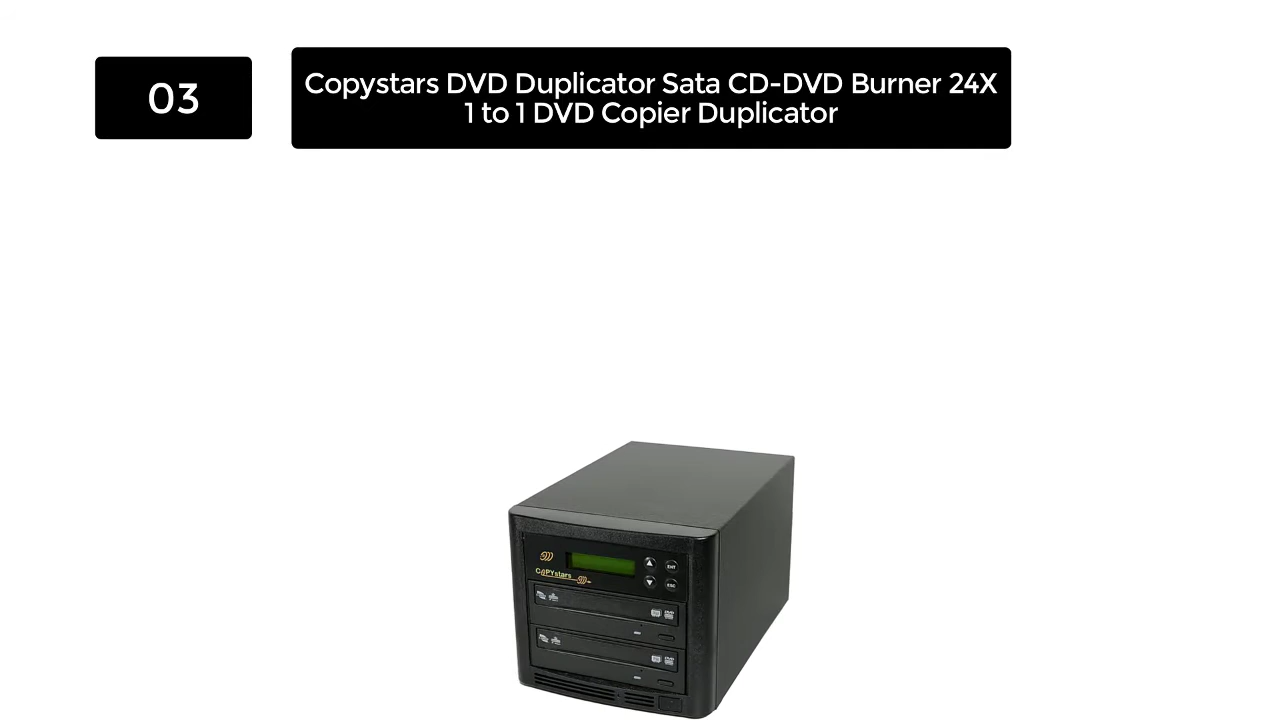 03
Copystars DVD Duplicator Sata CD-DVD Burner 24X
1 to 1 DVD Copier Duplicator
COPYstars
ENT
ESC